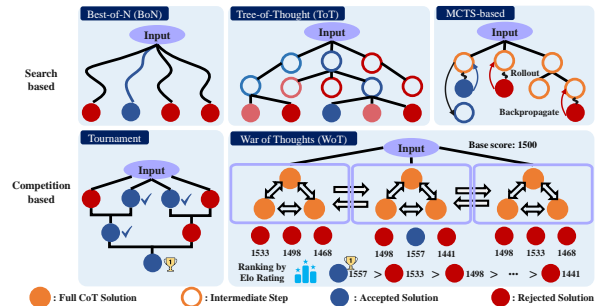 Best-of-N (BoN)
Input
Tree-of-Thought (ToT)
Input
MCTS-based
Input
Rollout
Backpropagate
Search
based
Tournament
Input
War of Thoughts (WoT)
Input
Base score: 1500
Competition
based
1533 1498 1468
1498 1557 1441
1498 1533 1468
Ranking by
Elo Rating
1
1
1557 > 1533 > 1498 > ... > 1441
: Full CoT Solution
: Intermediate Step
: Accepted Solution
: Rejected Solution